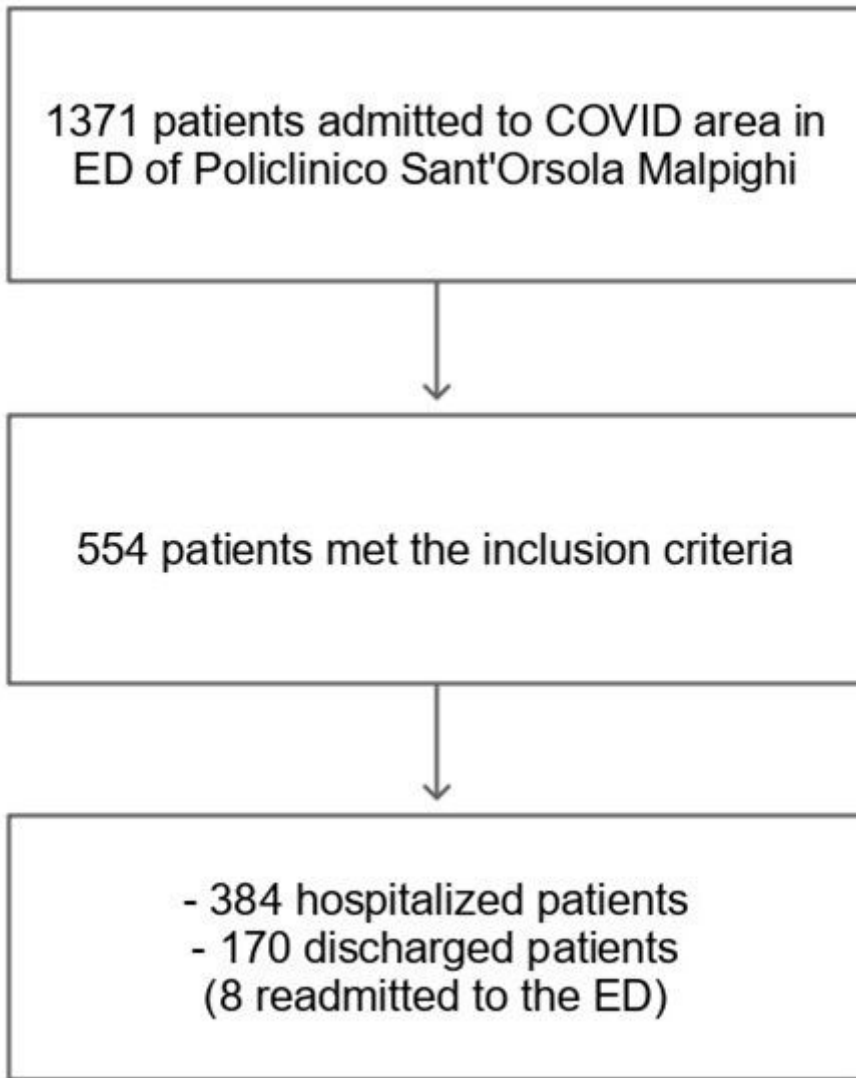 1371 patients admitted to COVID area in
ED of Policlinico Sant'Orsola Malpighi
554 patients met the inclusion criteria
- 384 hospitalized patients
- 170 discharged patients
(8 readmitted to the ED)